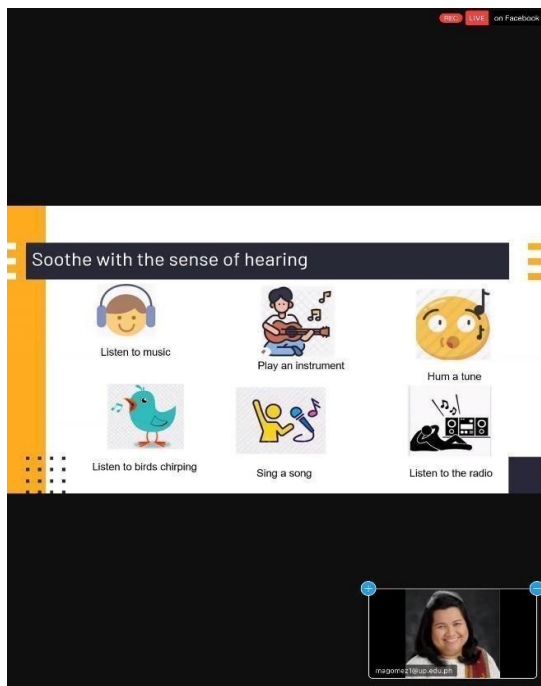 REC LIVE on Facebook
Soothe with the sense of hearing
Listen to music
Play an instrument
Hum a tune
Listen to birds chirping
Sing a song
Listen to the radio
magomez1@up.edu.ph